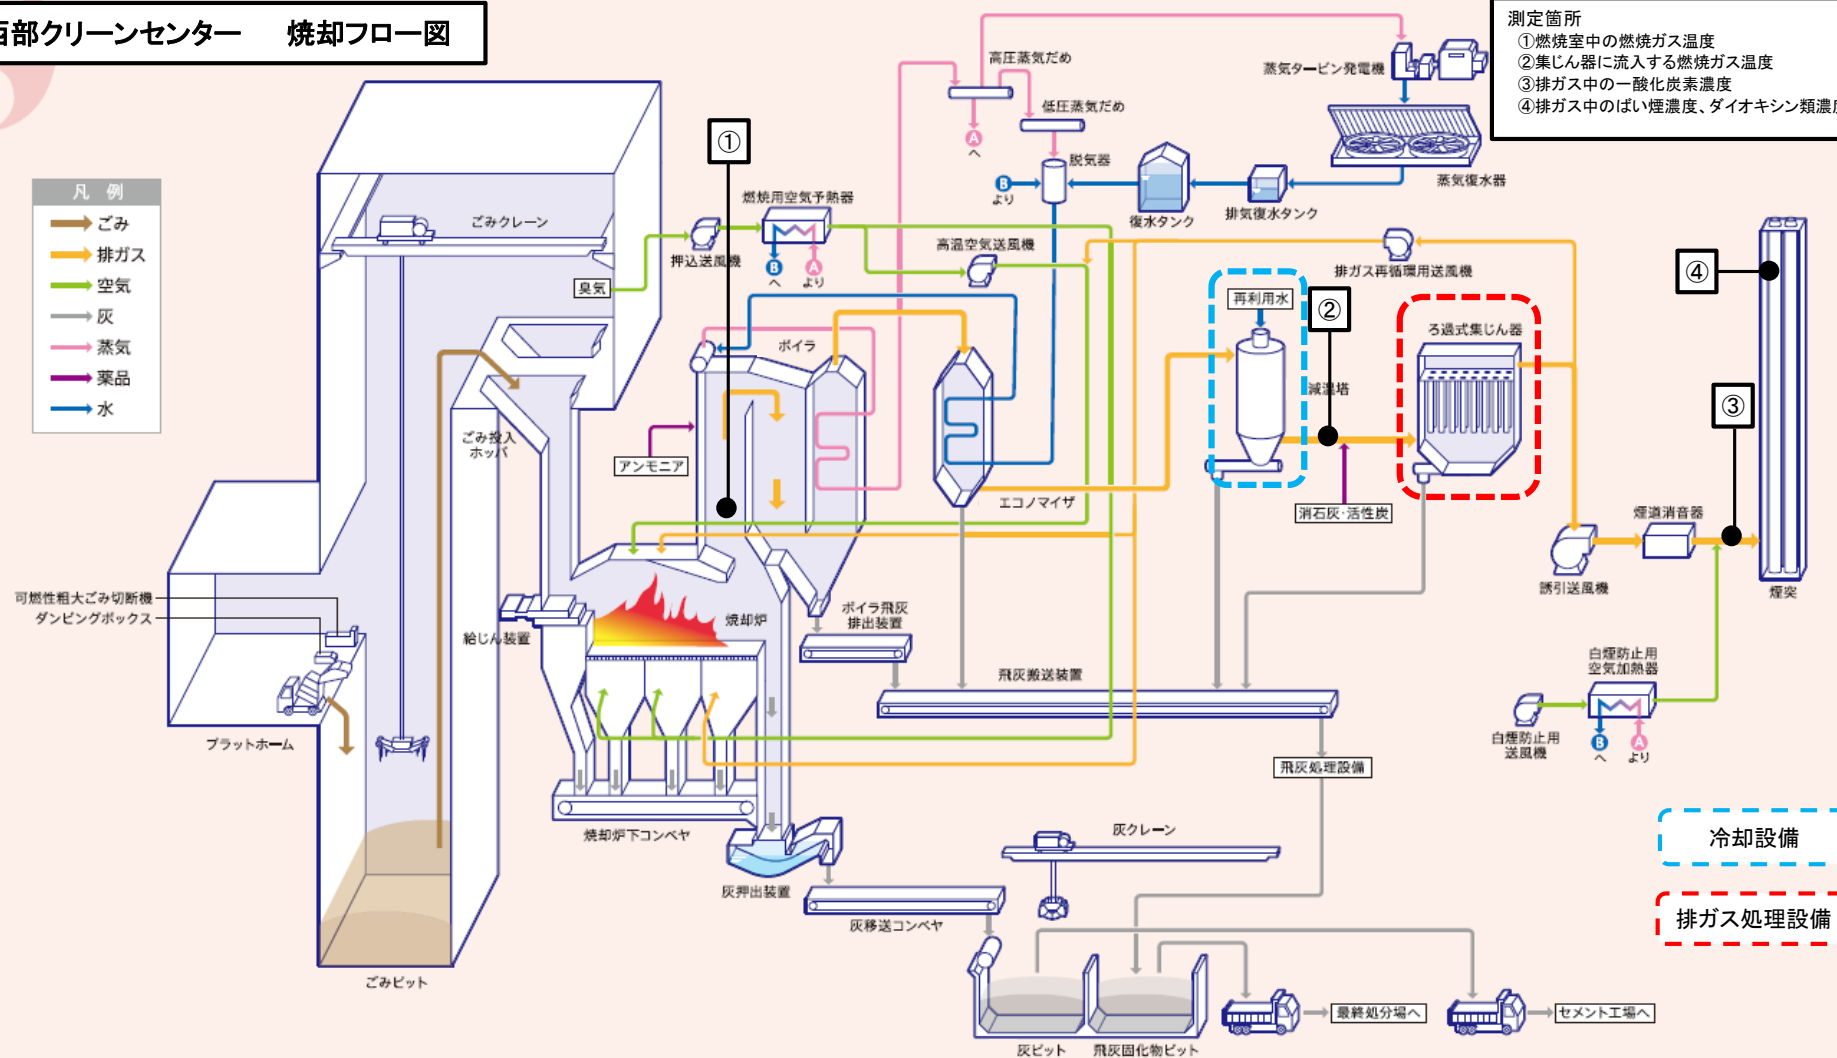 西部クリーンセンター　焼却フロー図
測定箇所
①燃焼室中の燃焼ガス温度
②集じん器に流入する燃焼ガス温度
③排ガス中の一酸化炭素濃度
④排ガス中のばい煙濃度、ダイオキシン類濃度
凡 例
ごみ
排ガス
空気
灰
蒸気
薬品
水
ごみクレーン
臭気
①
押込送風機
燃焼用空気予熱器
B
へ
A
より
高温空気送風機
高圧蒸気だめ
A
へ
低圧蒸気だめ
脱気器
B
より
復水タンク
排気復水タンク
蒸気タービン発電機
蒸気復水器
排ガス再循環用送風機
ボイラ
アンモニア
エコノマイザ
再利用水
減温塔
②
消石灰・活性炭
ろ過式集じん器
④
③
煙道消音器
誘引送風機
煙突
白煙防止用
空気加熱器
白煙防止用
送風機
B
へ
A
より
ごみ投入
ホッパ
可燃性粗大ごみ切断機
ダンピングボックス
プラットホーム
ごみピット
給じん装置
焼却炉
ボイラ飛灰
排出装置
飛灰搬送装置
飛灰処理設備
焼却炉下コンベヤ
灰押出装置
灰移送コンベヤ
灰クレーン
灰ピット
飛灰固化物ピット
最終処分場へ
セメント工場へ
冷却設備
排ガス処理設備